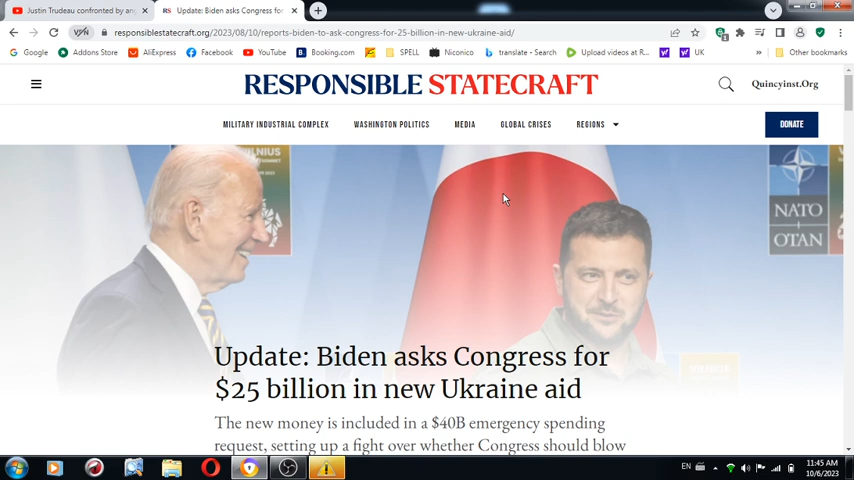 Justin Trudeau confronted by an
Update: Biden asks Congress for
responsiblestatecraft.org/2023/08/10/reports-biden-to-ask-congress-for-25-billion-in-new-ukraine-aid/
VPN
Google
Addons Store
AliExpress
Facebook
YouTube
Booking.com
SPELL
Niconico
translate - Search
Upload videos at R...
UK
Other bookmarks
RESPONSIBLE STATECRAFT
Quincyinst.Org
MILITARY INDUSTRIAL COMPLEX
WASHINGTON POLITICS
MEDIA
GLOBAL CRISES
REGIONS
DONATE
VILNIUS
NATO
OTAN
Update: Biden asks Congress for
$25 billion in new Ukraine aid
The new money is included in a $40B emergency spending
request, setting up a fight over whether Congress should blow
EN
11:45 AM
10/6/2023